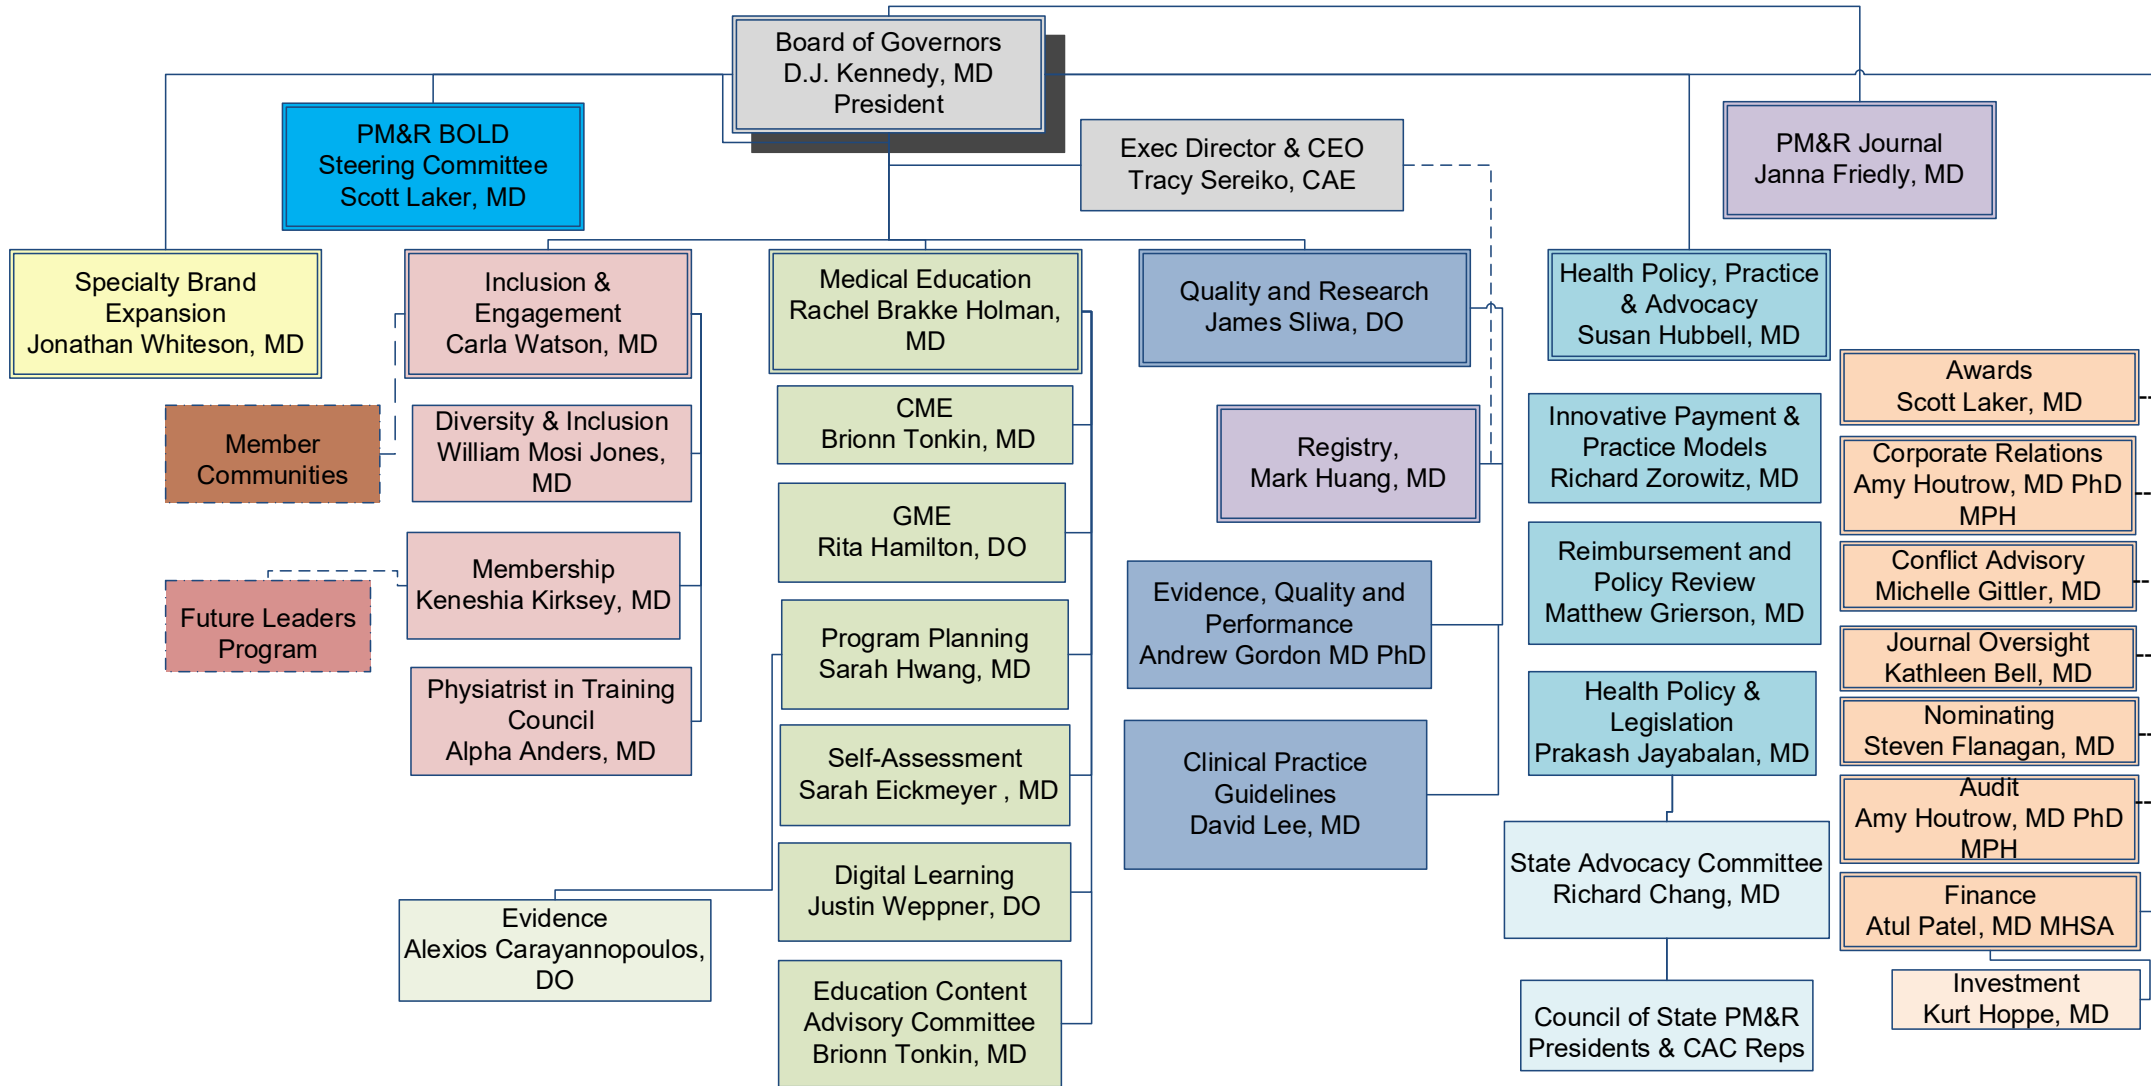 Board of Governors
D.J. Kennedy, MD
President
PM&R BOLD
Steering Committee
Scott Laker, MD
Exec Director & CEO
Tracy Sereiko, CAE
PM&R Journal
Janna Friedly, MD
Specialty Brand
Expansion
Jonathan Whiteson, MD
Inclusion &
Engagement
Carla Watson, MD
Member
Communities
Diversity & Inclusion
William Mosi Jones,
MD
Membership
Keneshia Kirksey, MD
Future Leaders
Program
Physiatrist in Training
Council
Alpha Anders, MD
Medical Education
Rachel Brakke Holman,
MD
CME
Brionn Tonkin, MD
GME
Rita Hamilton, DO
Program Planning
Sarah Hwang, MD
Self-Assessment
Sarah Eickmeyer , MD
Digital Learning
Justin Weppner, DO
Evidence
Alexios Carayannopoulos,
DO
Education Content
Advisory Committee
Brionn Tonkin, MD
Quality and Research
James Sliwa, DO
Registry,
Mark Huang, MD
Evidence, Quality and
Performance
Andrew Gordon MD PhD
Clinical Practice
Guidelines
David Lee, MD
Health Policy, Practice
& Advocacy
Susan Hubbell, MD
Innovative Payment &
Practice Models
Richard Zorowitz, MD
Reimbursement and
Policy Review
Matthew Grierson, MD
Health Policy &
Legislation
Prakash Jayabalan, MD
State Advocacy Committee
Richard Chang, MD
Council of State PM&R
Presidents & CAC Reps
Awards
Scott Laker, MD
Corporate Relations
Amy Houtrow, MD PhD
MPH
Conflict Advisory
Michelle Gittler, MD
Journal Oversight
Kathleen Bell, MD
Nominating
Steven Flanagan, MD
Audit
Amy Houtrow, MD PhD
MPH
Finance
Atul Patel, MD MHSA
Investment
Kurt Hoppe, MD